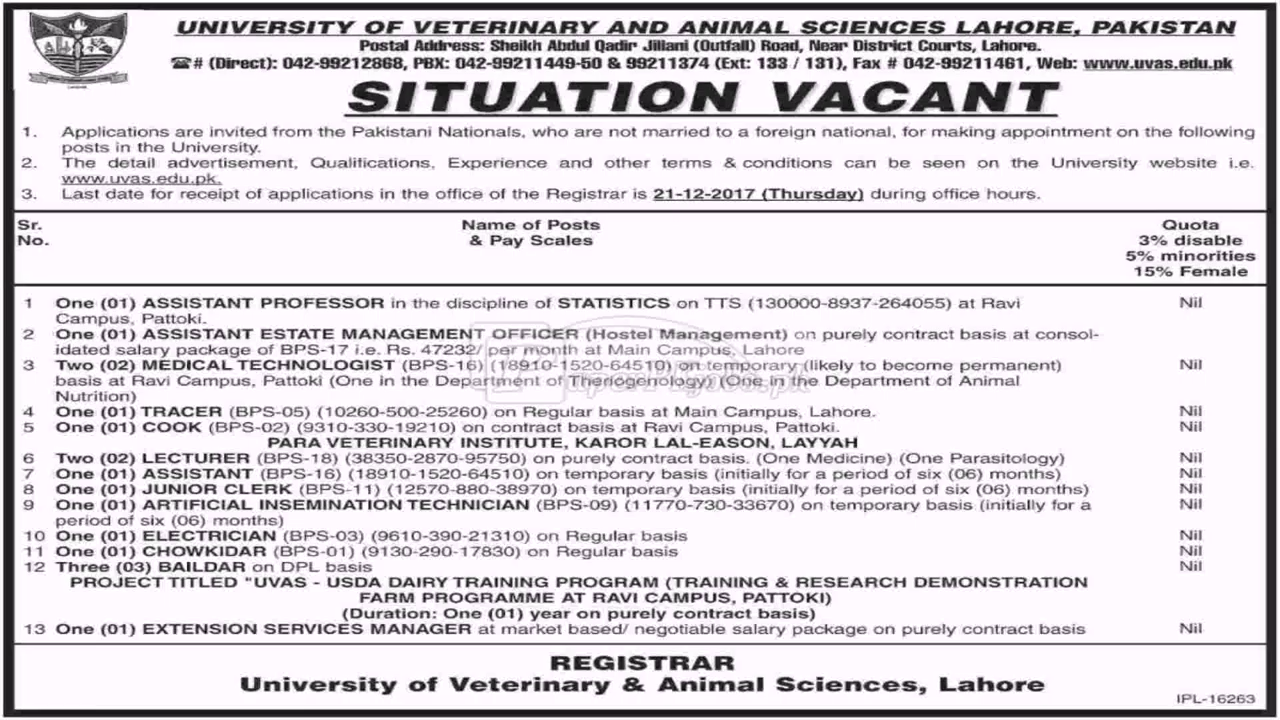 UNIVERSITY OF VETERINARY AND ANIMAL SCIENCES LAHORE, PAKISTAN
Postal Address: Sheikh Abdul Qadir Jillani (Outfall) Road, Near District Courts, Lahore.
☎# (Direct): 042-99212868, PBX: 042-99211449-50 & 99211374 (Ext: 133 / 131), Fax # 042-99211461, Web: www.uvas.edu.pk
SITUATION VACANT
1. Applications are invited from the Pakistani Nationals, who are not married to a foreign national, for making appointment on the following
posts in the University.
2. The detail advertisement, Qualifications, Experience and other terms & conditions can be seen on the University website i.e.
www.uvas.edu.pk.
3. Last date for receipt of applications in the office of the Registrar is 21-12-2017 (Thursday) during office hours.
Sr. Name of Posts Quota
No. & Pay Scales 3% disable
5% minorities
15% Female
1 One (01) ASSISTANT PROFESSOR in the discipline of STATISTICS on TTS (130000-8937-264055) at Ravi Nil
Campus, Pattoki.
2 One (01) ASSISTANT ESTATE MANAGEMENT OFFICER (Hostel Management) on purely contract basis at consol-
idated salary package of BPS-17 i.e. Rs. 47232/ per month at Main Campus, Lahore
3 Two (02) MEDICAL TECHNOLOGIST (BPS-16) (18910-1520-64510) on temporary (likely to become permanent) Nil
basis at Ravi Campus, Pattoki (One in the Department of Theriogenology) (One in the Department of Animal
Nutrition)
4 One (01) TRACER (BPS-05) (10260-500-25260) on Regular basis at Main Campus, Lahore. Nil
5 One (01) COOK (BPS-02) (9310-330-19210) on contract basis at Ravi Campus, Pattoki. Nil
PARA VETERINARY INSTITUTE, KAROR LAL-EASON, LAYYAH
6 Two (02) LECTURER (BPS-18) (38350-2870-95750) on purely contract basis. (One Medicine) (One Parasitology) Nil
7 One (01) ASSISTANT (BPS-16) (18910-1520-64510) on temporary basis (initially for a period of six (06) months) Nil
8 One (01) JUNIOR CLERK (BPS-11) (12570-880-38970) on temporary basis (initially for a period of six (06) months) Nil
9 One (01) ARTIFICIAL INSEMINATION TECHNICIAN (BPS-09) (11770-730-33670) on temporary basis (initially for a Nil
period of six (06) months)
10 One (01) ELECTRICIAN (BPS-03) (9610-390-21310) on Regular basis Nil
11 One (01) CHOWKIDAR (BPS-01) (9130-290-17830) on Regular basis Nil
12 Three (03) BAILDAR on DPL basis Nil
PROJECT TITLED "UVAS - USDA DAIRY TRAINING PROGRAM (TRAINING & RESEARCH DEMONSTRATION
FARM PROGRAMME AT RAVI CAMPUS, PATTOKI)
(Duration: One (01) year on purely contract basis)
13 One (01) EXTENSION SERVICES MANAGER at market based/ negotiable salary package on purely contract basis Nil
REGISTRAR
University of Veterinary & Animal Sciences, Lahore
IPL-16263